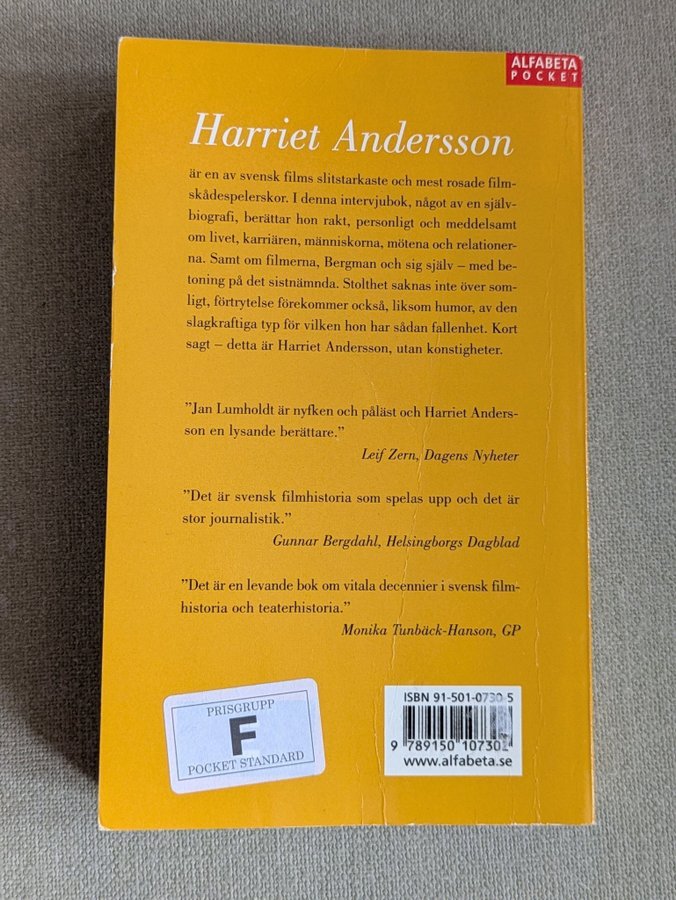 ALFABETA
POCKET
Harriet Andersson
är en av svensk films slitstarkaste och mest rosade film-
skådespelerskor. I denna intervjubok, något av en själv-
biografi, berättar hon rakt, personligt och meddelsamt
om livet, karriären, människorna, mötena och relationer-
na. Samt om filmerna, Bergman och sig själv – med be-
toning på det sistnämnda. Stolthet saknas inte över som-
ligt, förtrytelse förekommer också, liksom humor, av den
slagkraftiga typ för vilken hon har sådan fallenhet. Kort
sagt – detta är Harriet Andersson, utan konstigheter.
”Jan Lumholdt är nyfken och påläst och Harriet Anders-
son en lysande berättare.”
Leif Zern, Dagens Nyheter
”Det är svensk filmhistoria som spelas upp och det är
stor journalistik.”
Gunnar Bergdahl, Helsingborgs Dagblad
”Det är en levande bok om vitala decennier i svensk film-
historia och teaterhistoria.”
Monika Tunbäck-Hanson, GP
PRISGRUPP
F
POCKET STANDARD
ISBN 91-501-0730-5
9 789150 107302
www.alfabeta.se